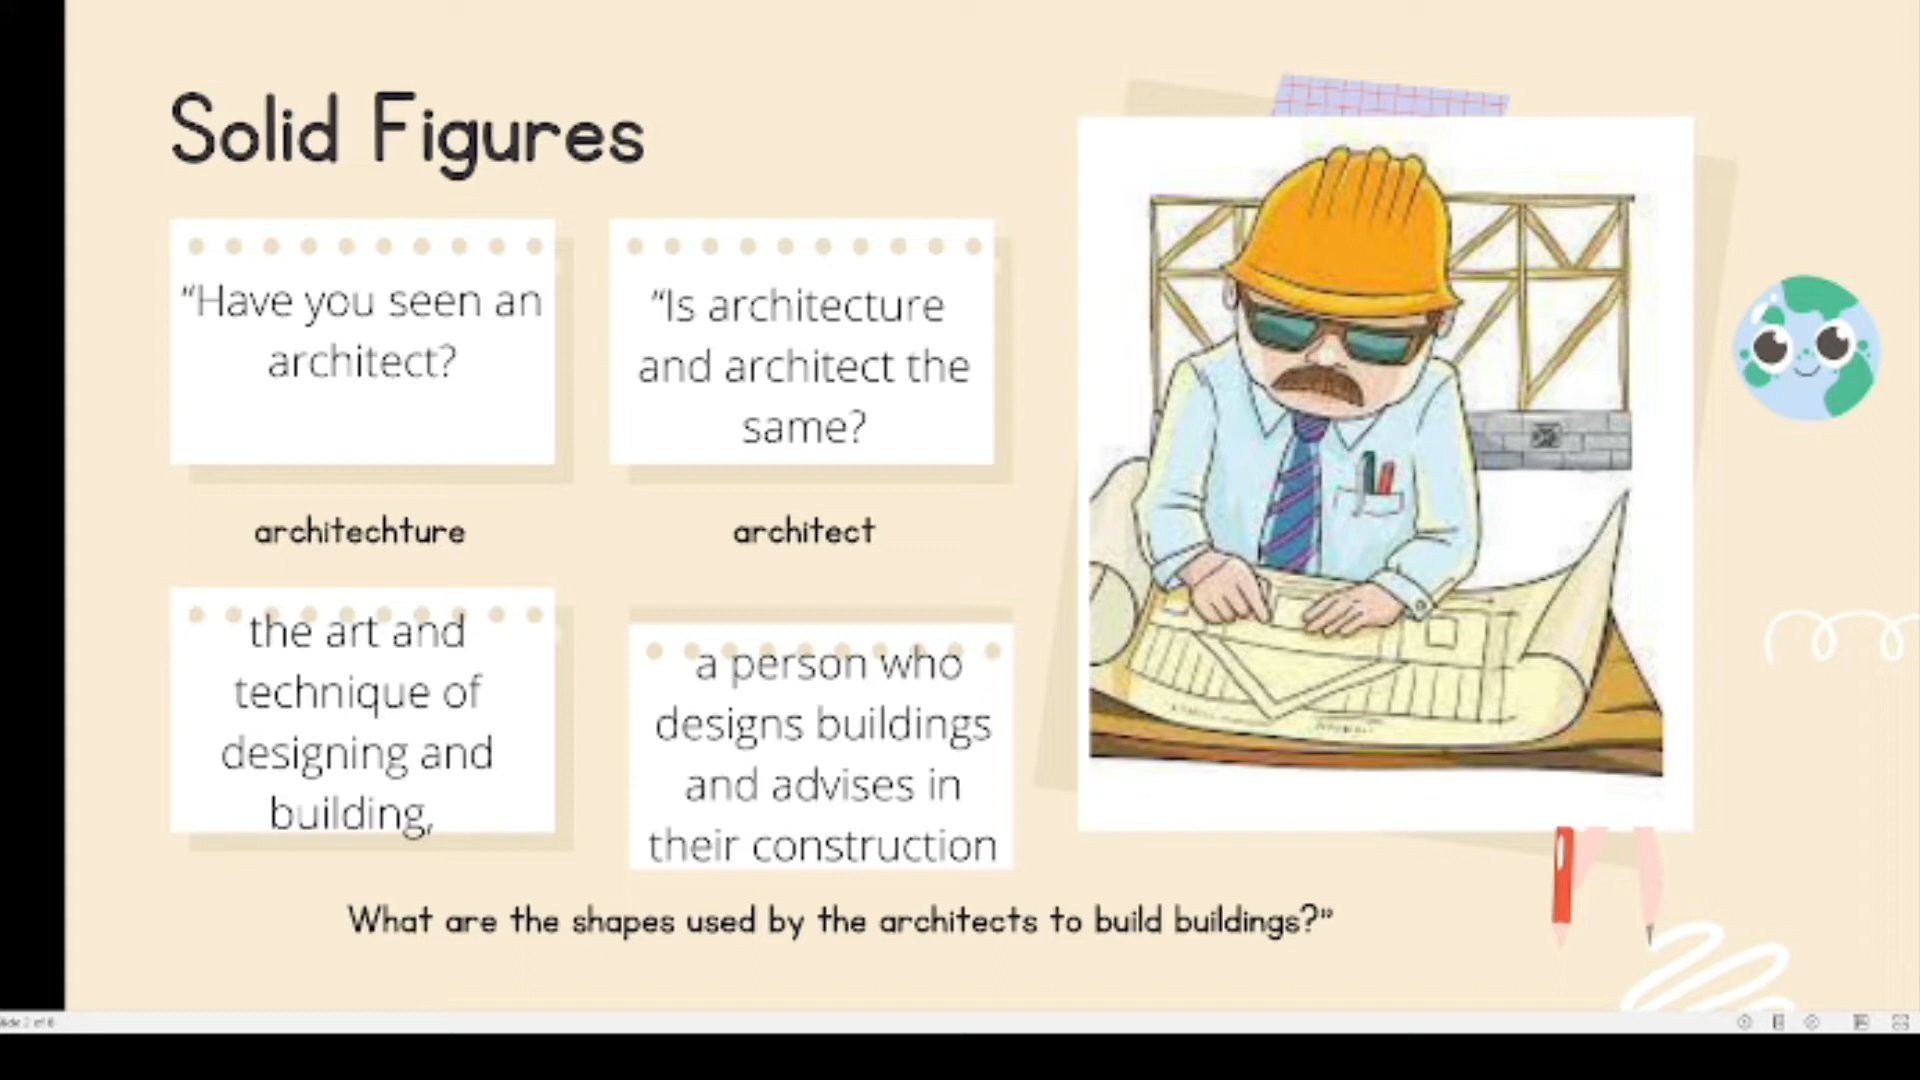 Solid Figures
“Have you seen an
architect?
“Is architecture
and architect the
same?
architechture
architect
the art and
technique of
designing and
building,
a person who
designs buildings
and advises in
their construction
What are the shapes used by the architects to build buildings?”